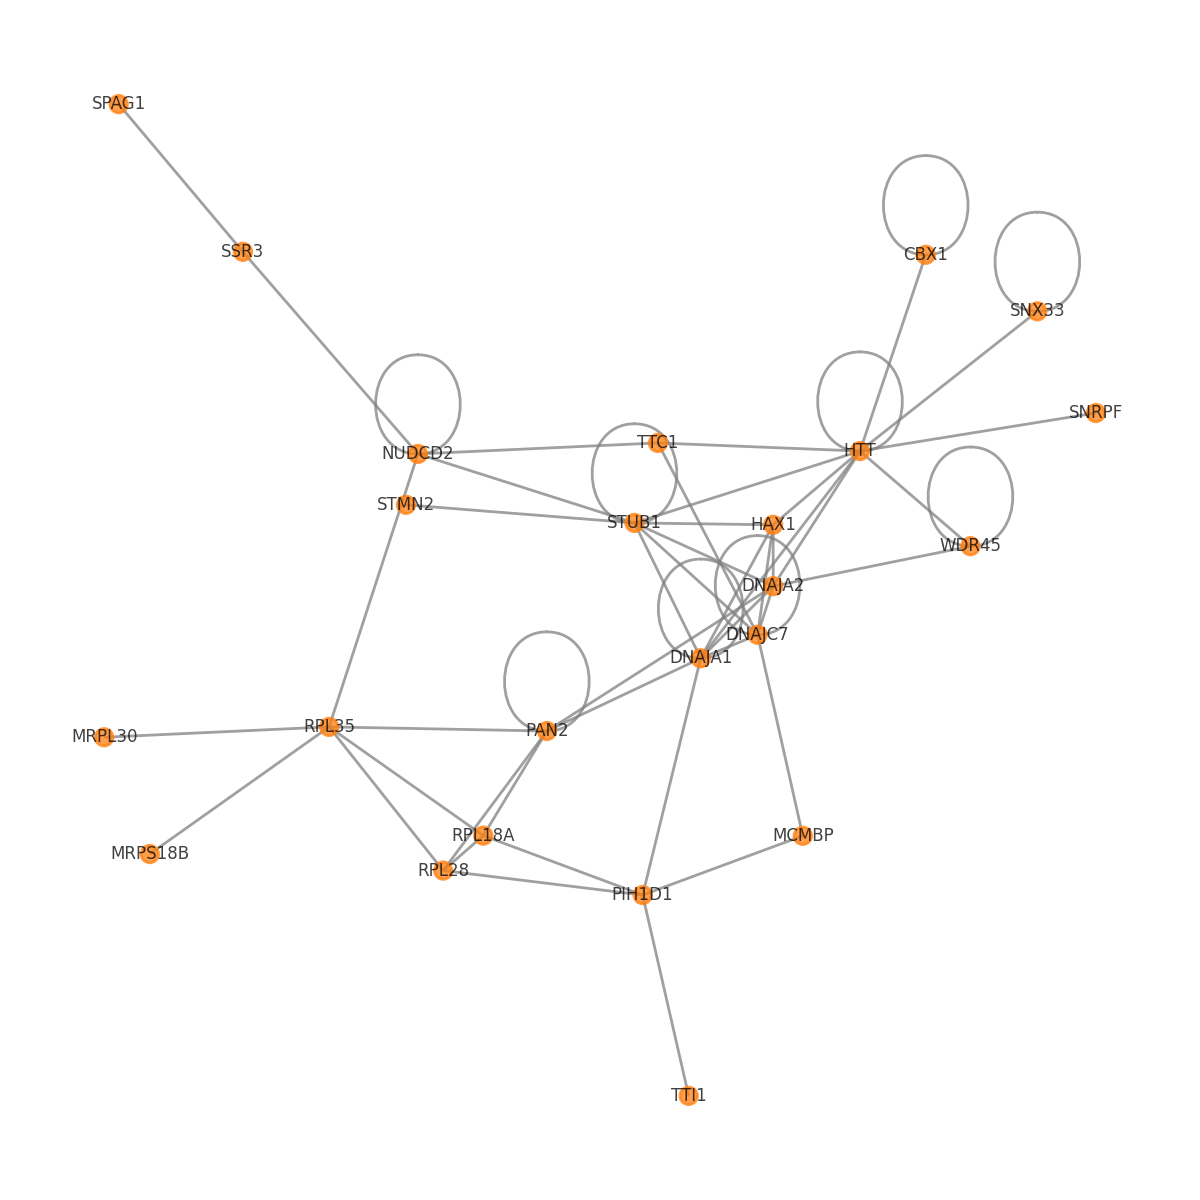 SPAG1
SSR3
CBX1
SNX33
SNRPF
TTC1
HTT
NUDCD2
STMN2
STUB1
HAX1
WDR45
DNAJA2
DNAJC7
DNAJA1
RPL35
PAN2
MRPL30
RPL18A
MCMBP
MRPS18B
RPL28
PIH1D1
TTI1